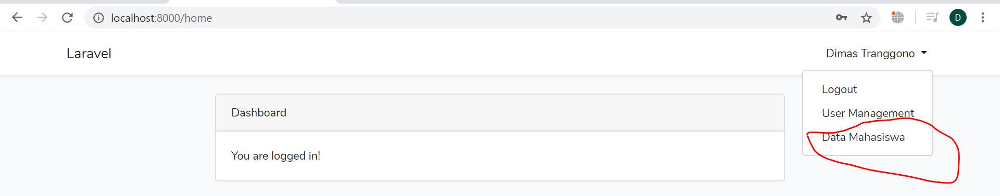 localhost:8000/home
D
Laravel
Dimas Tranggono
Logout
User Management
Data Mahasiswa
Dashboard
You are logged in!